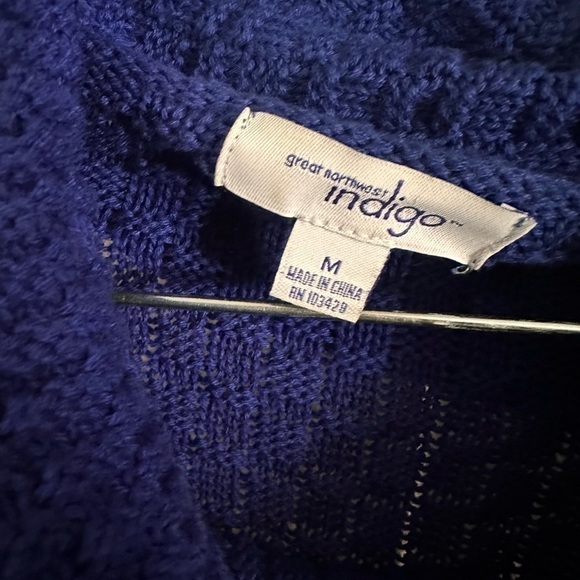 great northwest
indigo™
M
MADE IN CHINA
RN 103429